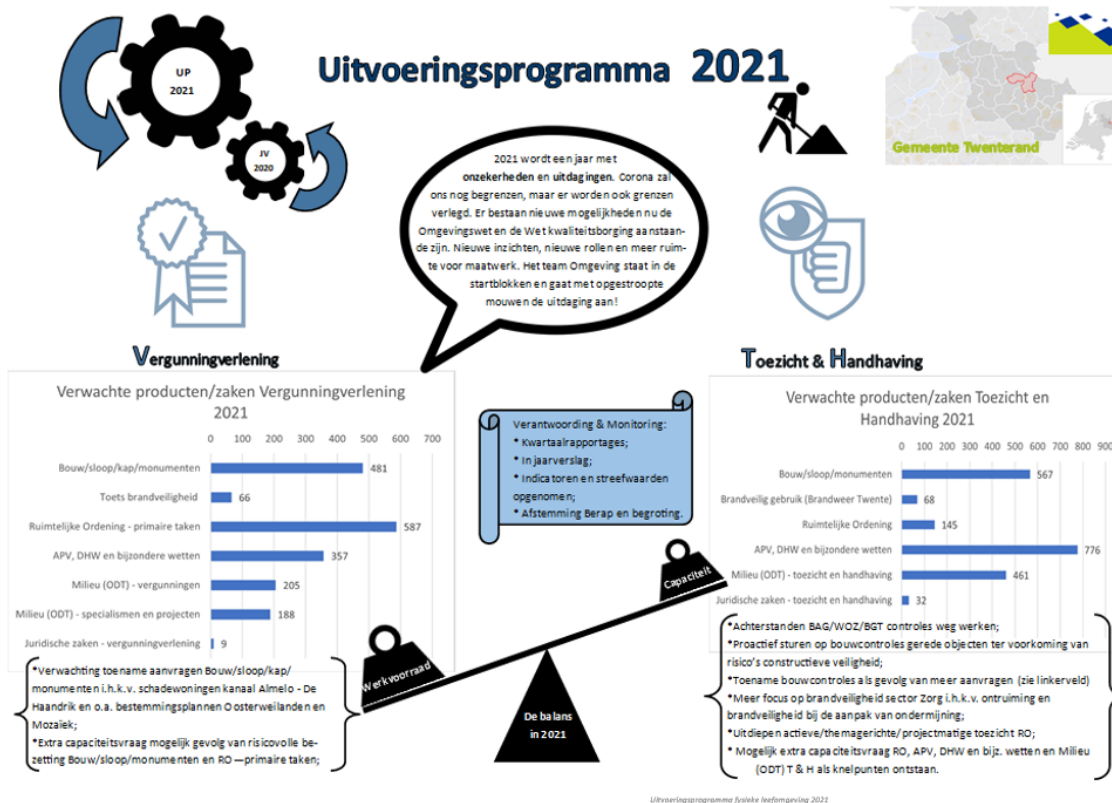 Uitvoeringsprogramma 2021
UP
2021
JV
2020
Gemeente Twenterand
2021 wordt een jaar met
onzekerheden en uitdagingen. Corona zal
ons nog begrenzen, maar er worden ook grenzen
verlegd. Er bestaan nieuwe mogelijkheden nu de
Omgevingswet en de Wet kwaliteitsborging aanstaan-
de zijn. Nieuwe inzichten, nieuwe rollen en meer ruim-
te voor maatwerk. Het team Omgeving staat in de
startblokken en gaat met opgestroopte
mouwen de uitdaging aan!
Vergunningverlening
Verwachte producten/zaken Vergunningverlening
2021
0 100 200 300 400 500 600 700
Bouw/sloop/kap/monumenten 481
Toets brandveiligheid 66
Ruimtelijke Ordening - primaire taken 587
APV, DHW en bijzondere wetten 357
Milieu (ODT) - vergunningen 205
Milieu (ODT) - specialismen en projecten 188
Juridische zaken - vergunningverlening 9
*Verwachting toename aanvragen Bouw/sloop/kap/
monumenten i.h.k.v. schadewoningen kanaal Almelo - De
Haandrik en o.a. bestemmingsplannen Oosterweilanden en
Mozaïek;
*Extra capaciteitsvraag mogelijk gevolg van risicovolle be-
zetting Bouw/sloop/monumenten en RO —primaire taken;
Verantwoording & Monitoring:
* Kwartaalrapportages;
* In jaarverslag;
* Indicatoren en streefwaarden
opgenomen;
* Afstemming Berap en begroting.
Werkvoorraad
Capaciteit
De balans
in 2021
Toezicht & Handhaving
Verwachte producten/zaken Toezicht en
Handhaving 2021
0 100 200 300 400 500 600 700 800 900
Bouw/sloop/monumenten 567
Brandveilig gebruik (Brandweer Twente) 68
Ruimtelijke Ordening 145
APV, DHW en bijzondere wetten 776
Milieu (ODT) - toezicht en handhaving 461
Juridische zaken - toezicht en handhaving 32
*Achterstanden BAG/WOZ/BGT controles weg werken;
*Proactief sturen op bouwcontroles gerede objecten ter voorkoming van
risico's constructieve veiligheid;
*Toename bouwcontroles als gevolg van meer aanvragen (zie linkerveld)
*Meer focus op brandveiligheid sector Zorg i.h.k.v. ontruiming en
brandveiligheid bij de aanpak van ondermijning;
*Uitdiepen actieve/themagerichte/projectmatige toezicht RO;
* Mogelijk extra capaciteitsvraag RO, APV, DHW en bijz. wetten en Milieu
(ODT) T & H als knelpunten ontstaan.
Uitvoeringsprogramma fysieke leefomgeving 2021